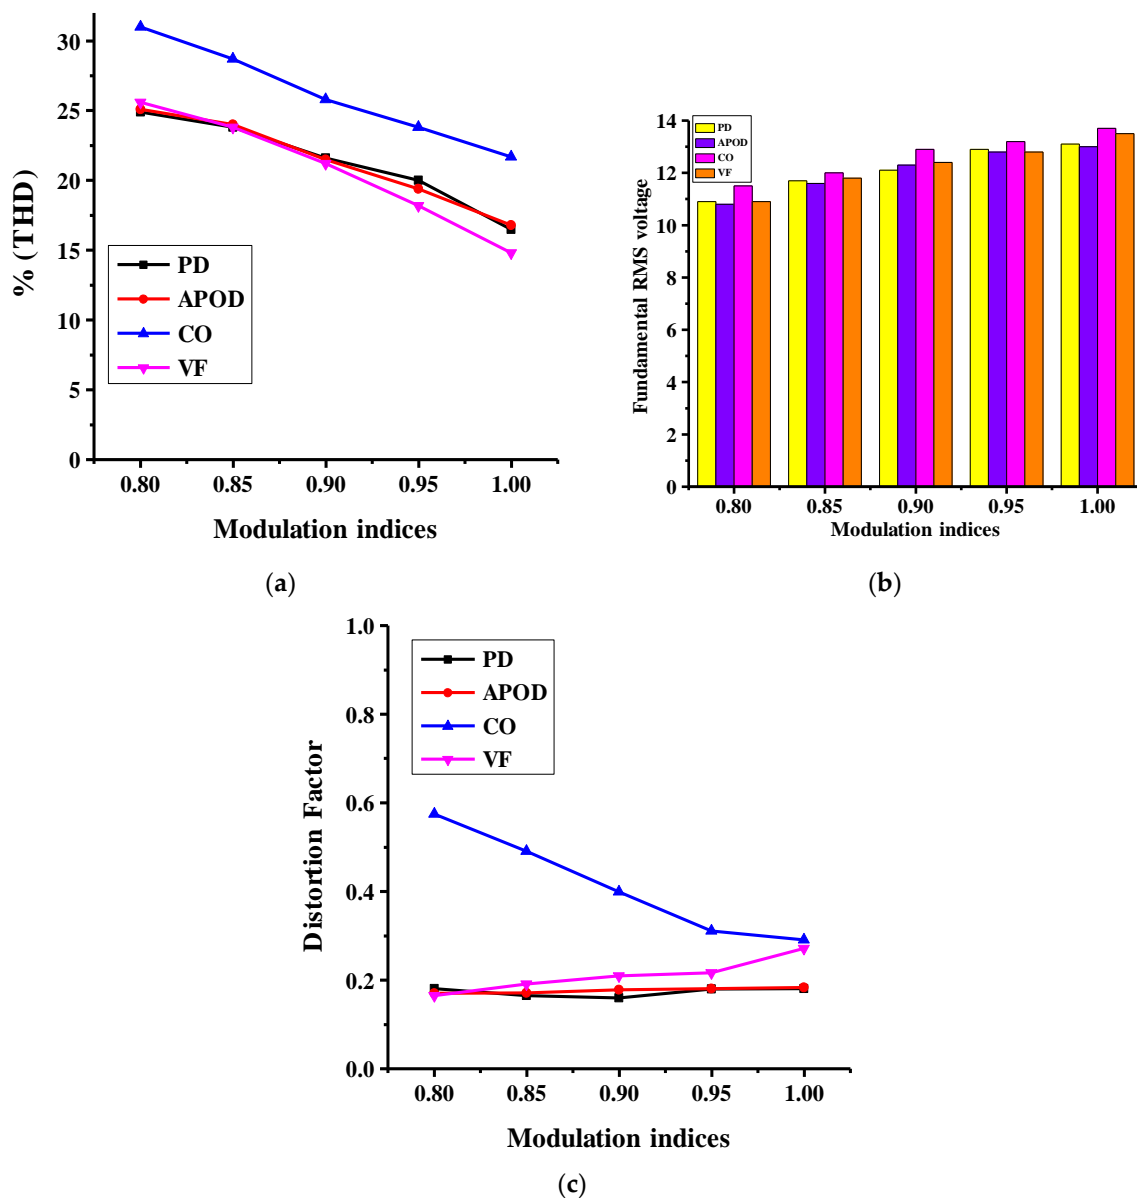 % (THD)
30
25
20
15
10
5
0
PD
APOD
CO
VF
0.80 0.85 0.90 0.95 1.00
Modulation indices
(a)
Fundamental RMS voltage
14
12
10
8
6
4
2
0
PD
APOD
CO
VF
0.80 0.85 0.90 0.95 1.00
Modulation indices
(b)
Distortion Factor
1.0
0.8
0.6
0.4
0.2
0.0
PD
APOD
CO
VF
0.80 0.85 0.90 0.95 1.00
Modulation indices
(c)